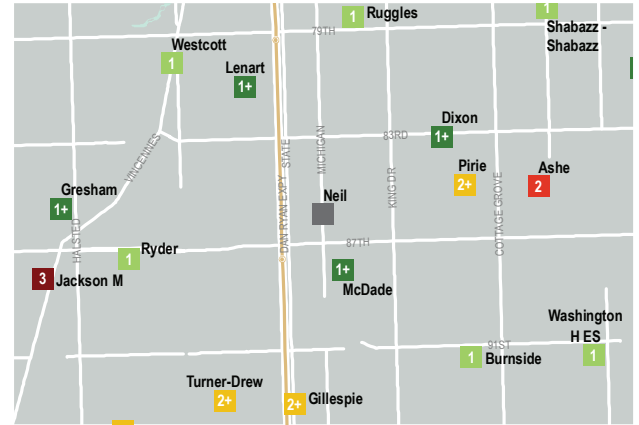 1
Ruggles
1
Shabazz -
Shabazz
79TH
Westcott
1
Lenart
1+
Dixon
1+
83RD
STATE
MICHIGAN
VINCENNES
Pirie
2+
Ashe
2
KING DR
COTTAGE GROVE
Gresham
1+
Neil
HALSTED
DAN RYAN EXPY
87TH
Ryder
1
3
Jackson M
1+
McDade
Washington
H ES
1
91ST
1
Burnside
Turner-Drew
2+
2+
Gillespie